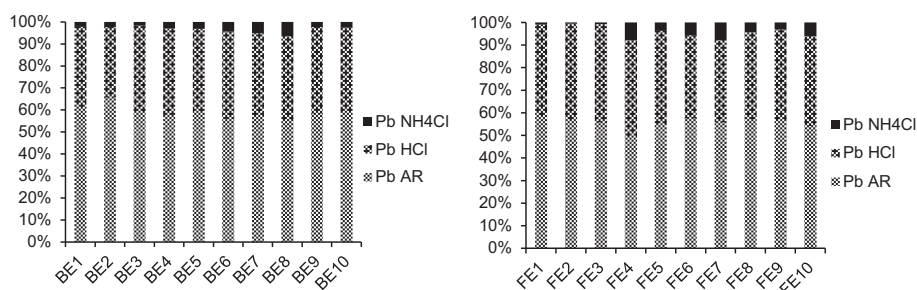 100%
90%
80%
70%
60%
50%
40%
30%
20%
10%
0%
BE1 BE2 BE3 BE4 BE5 BE6 BE7 BE8 BE9 BE10
Pb NH4Cl
Pb HCl
Pb AR
100%
90%
80%
70%
60%
50%
40%
30%
20%
10%
0%
FE1 FE2 FE3 FE4 FE5 FE6 FE7 FE8 FE9 FE10
Pb NH4Cl
Pb HCl
Pb AR